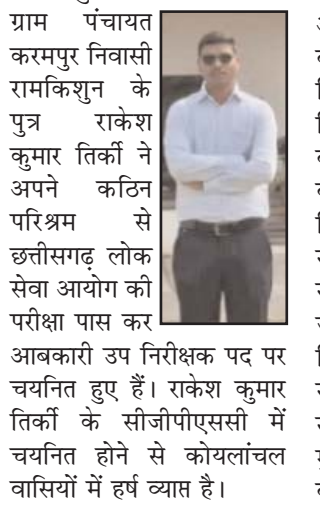 ग्राम पंचायत
करमपुर निवासी
रामकिशुन के
पुत्र राकेश
कुमार तिर्की ने
अपने कठिन
परिश्रम से
छत्तीसगढ़ लोक
सेवा आयोग की
परीक्षा पास कर
आबकारी उप निरीक्षक पद पर
चयनित हुए हैं। राकेश कुमार
तिर्की के सीजीपीएससी में
चयनित होने से कोयलांचल
वासियों में हर्ष व्याप्त है।